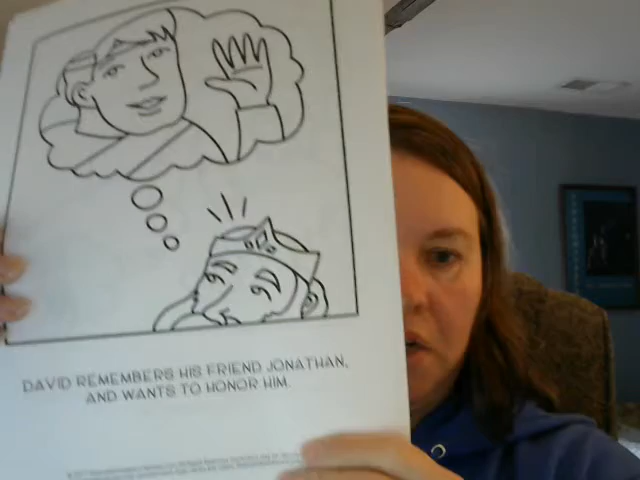 DAVID REMEMBERS HIS FRIEND JONATHAN,
AND WANTS TO HONOR HIM.